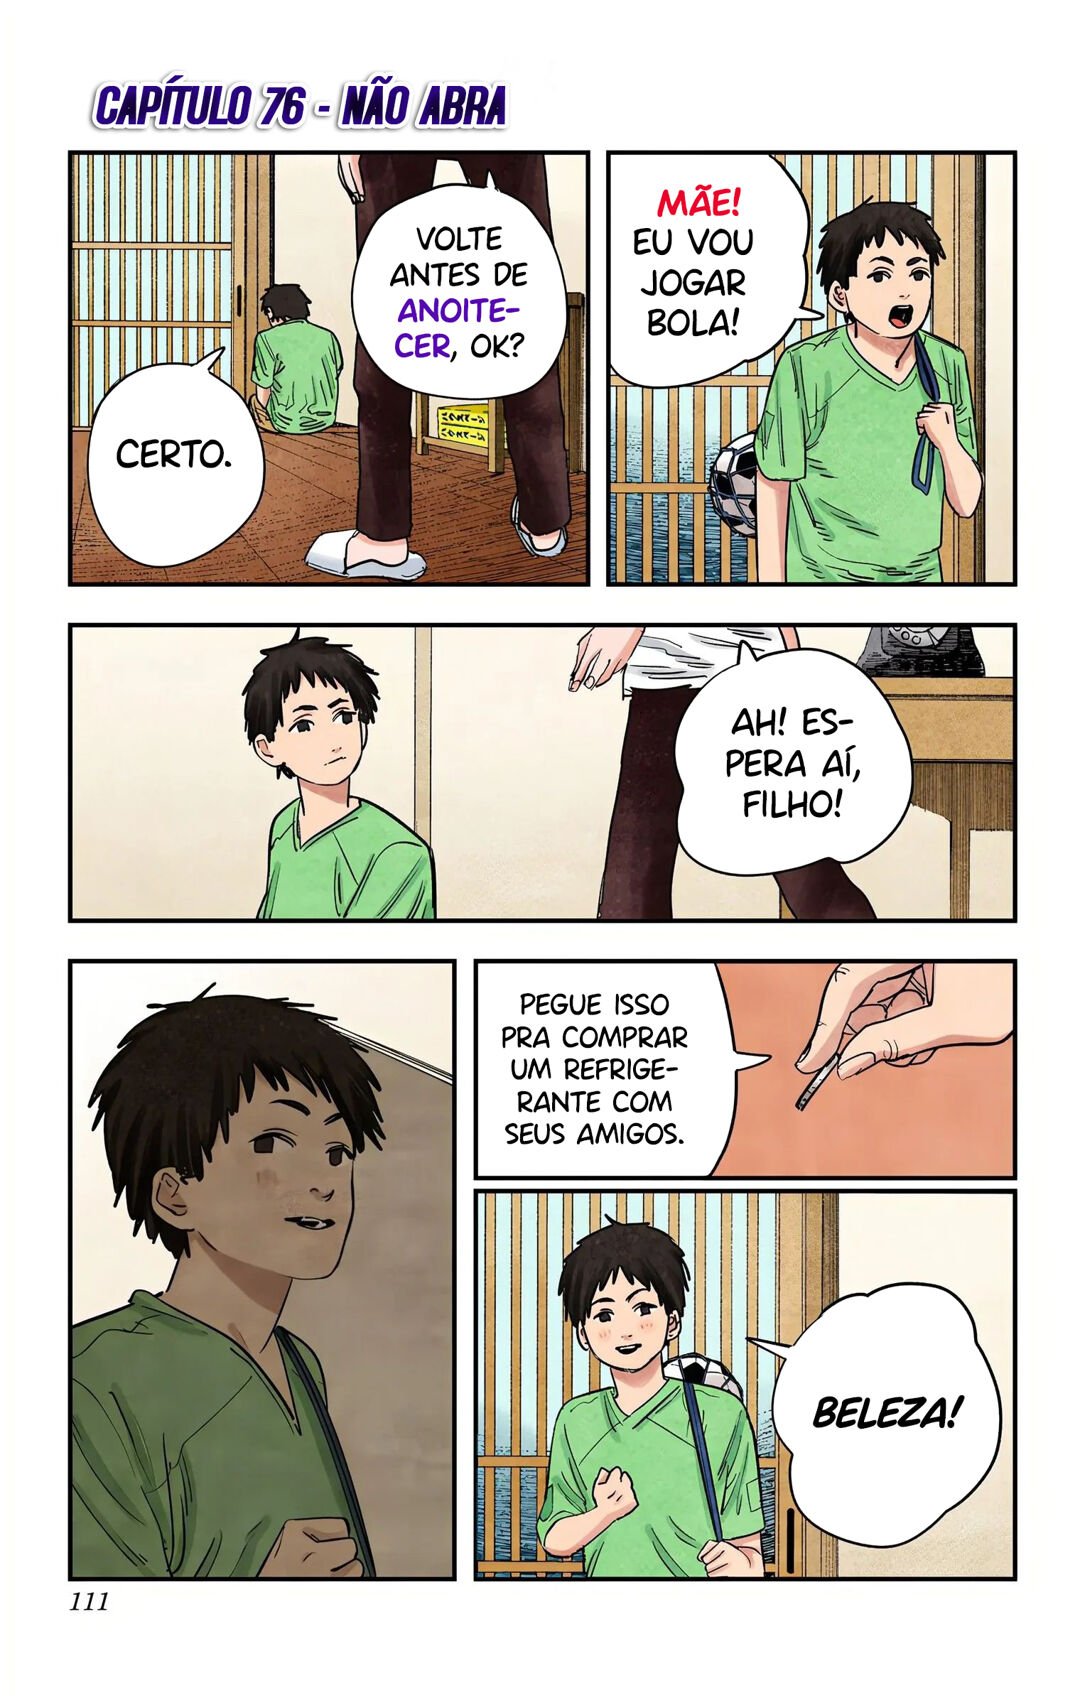 CAPÍTULO 76 - NÃO ABRA
MÃE!
EU VOU
JOGAR
BOLA!
VOLTE
ANTES DE
ANOITE-
CER, OK?
CERTO.
AH! ES-
PERA AÍ,
FILHO!
PEGUE ISSO
PRA COMPRAR
UM REFRIGE-
RANTE COM
SEUS AMIGOS.
BELEZA!
111